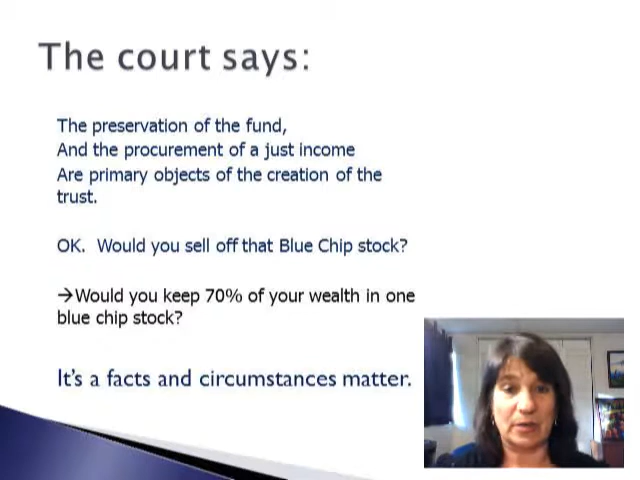 The court says:
The preservation of the fund,
And the procurement of a just income
Are primary objects of the creation of the
trust.
OK.  Would you sell off that Blue Chip stock?
→Would you keep 70% of your wealth in one
blue chip stock?
It's a facts and circumstances matter.